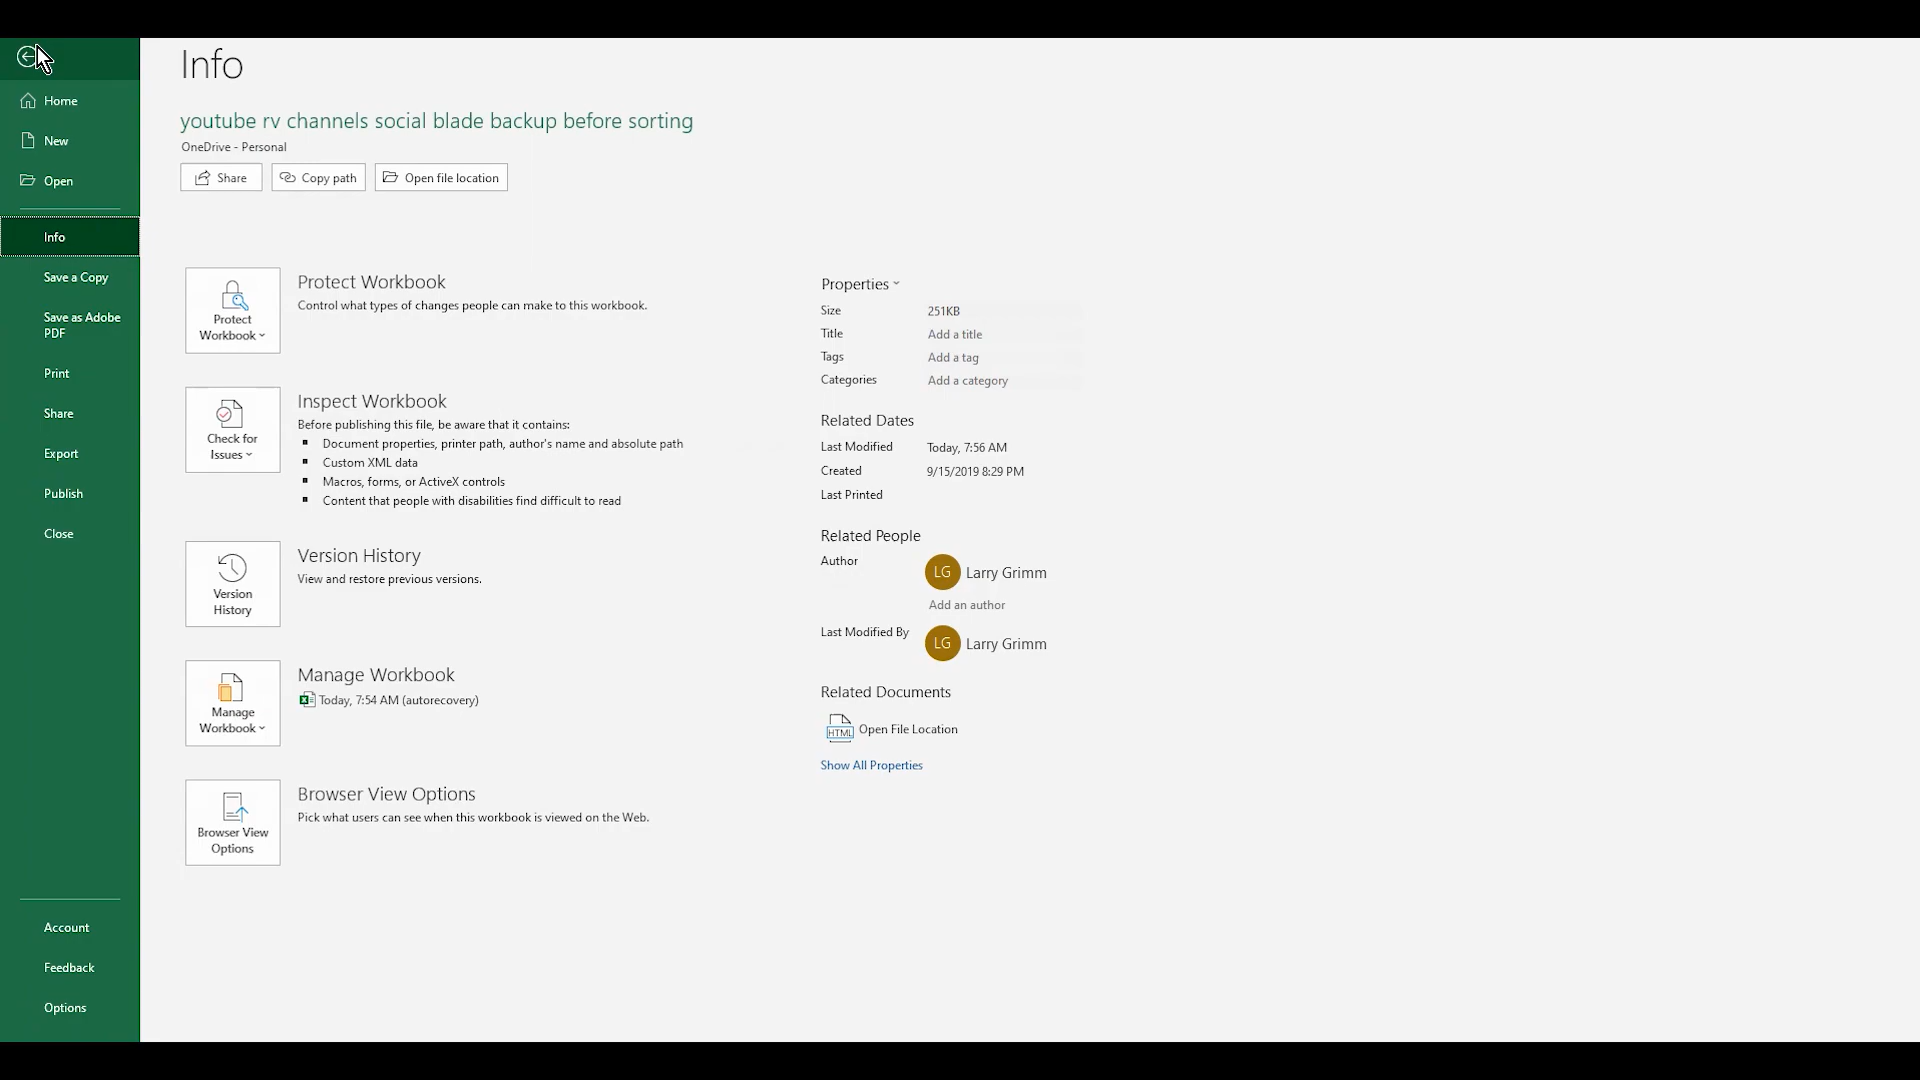 Info
youtube rv channels social blade backup before sorting
OneDrive - Personal
Share
Copy path
Open file location
Home
New
Open
Info
Save a Copy
Save as Adobe
PDF
Print
Share
Export
Publish
Close
Account
Feedback
Options
Protect
Workbook
Protect Workbook
Control what types of changes people can make to this workbook.
Check for
Issues
Inspect Workbook
Before publishing this file, be aware that it contains:
Document properties, printer path, author's name and absolute path
Custom XML data
Macros, forms, or ActiveX controls
Content that people with disabilities find difficult to read
Version
History
Version History
View and restore previous versions.
Manage
Workbook
Manage Workbook
Today, 7:54 AM (autorecovery)
Browser View
Options
Browser View Options
Pick what users can see when this workbook is viewed on the Web.
Properties
Size 251KB
Title Add a title
Tags Add a tag
Categories Add a category
Related Dates
Last Modified Today, 7:56 AM
Created 9/15/2019 8:29 PM
Last Printed
Related People
Author
LG Larry Grimm
Add an author
Last Modified By
LG Larry Grimm
Related Documents
HTML Open File Location
Show All Properties